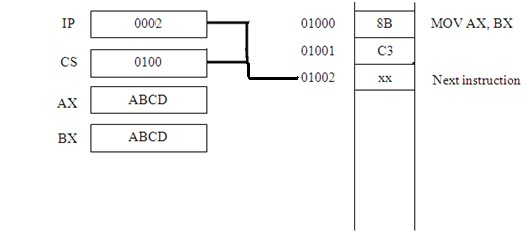 IP 0002 01000 8B MOV AX, BX
CS 0100 01001 C3
01002 xx Next instruction
AX ABCD
BX ABCD